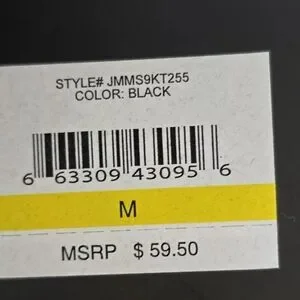 STYLE# JMMS9KT255
COLOR: BLACK
6 63309 43095 6
M
MSRP $ 59.50